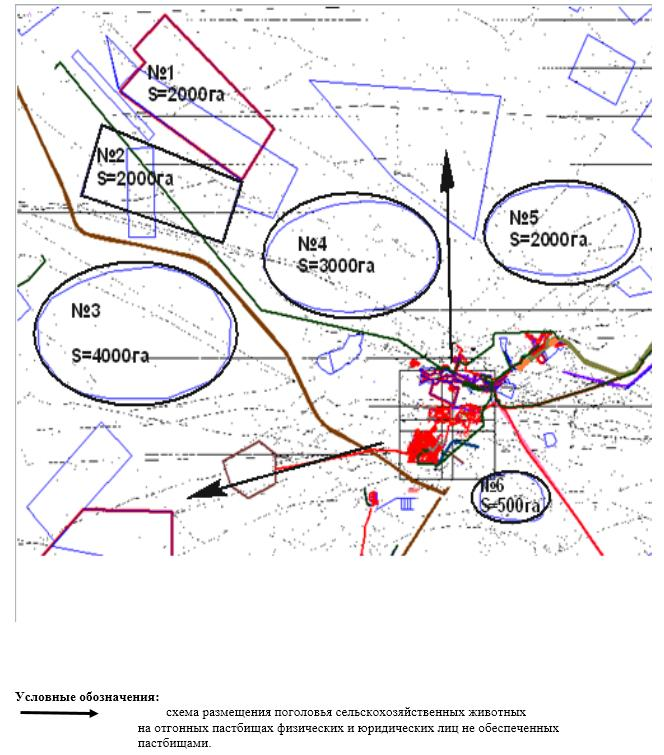 №1
S=2000га
№2
S=2000га
№4
S=3000га
№5
S=2000га
№3
S=4000га
№6
S=500га
Условные обозначения:
схема размещения поголовья сельскохозяйственных животных
на отгонных пастбищах физических и юридических лиц не обеспеченных
пастбищами.